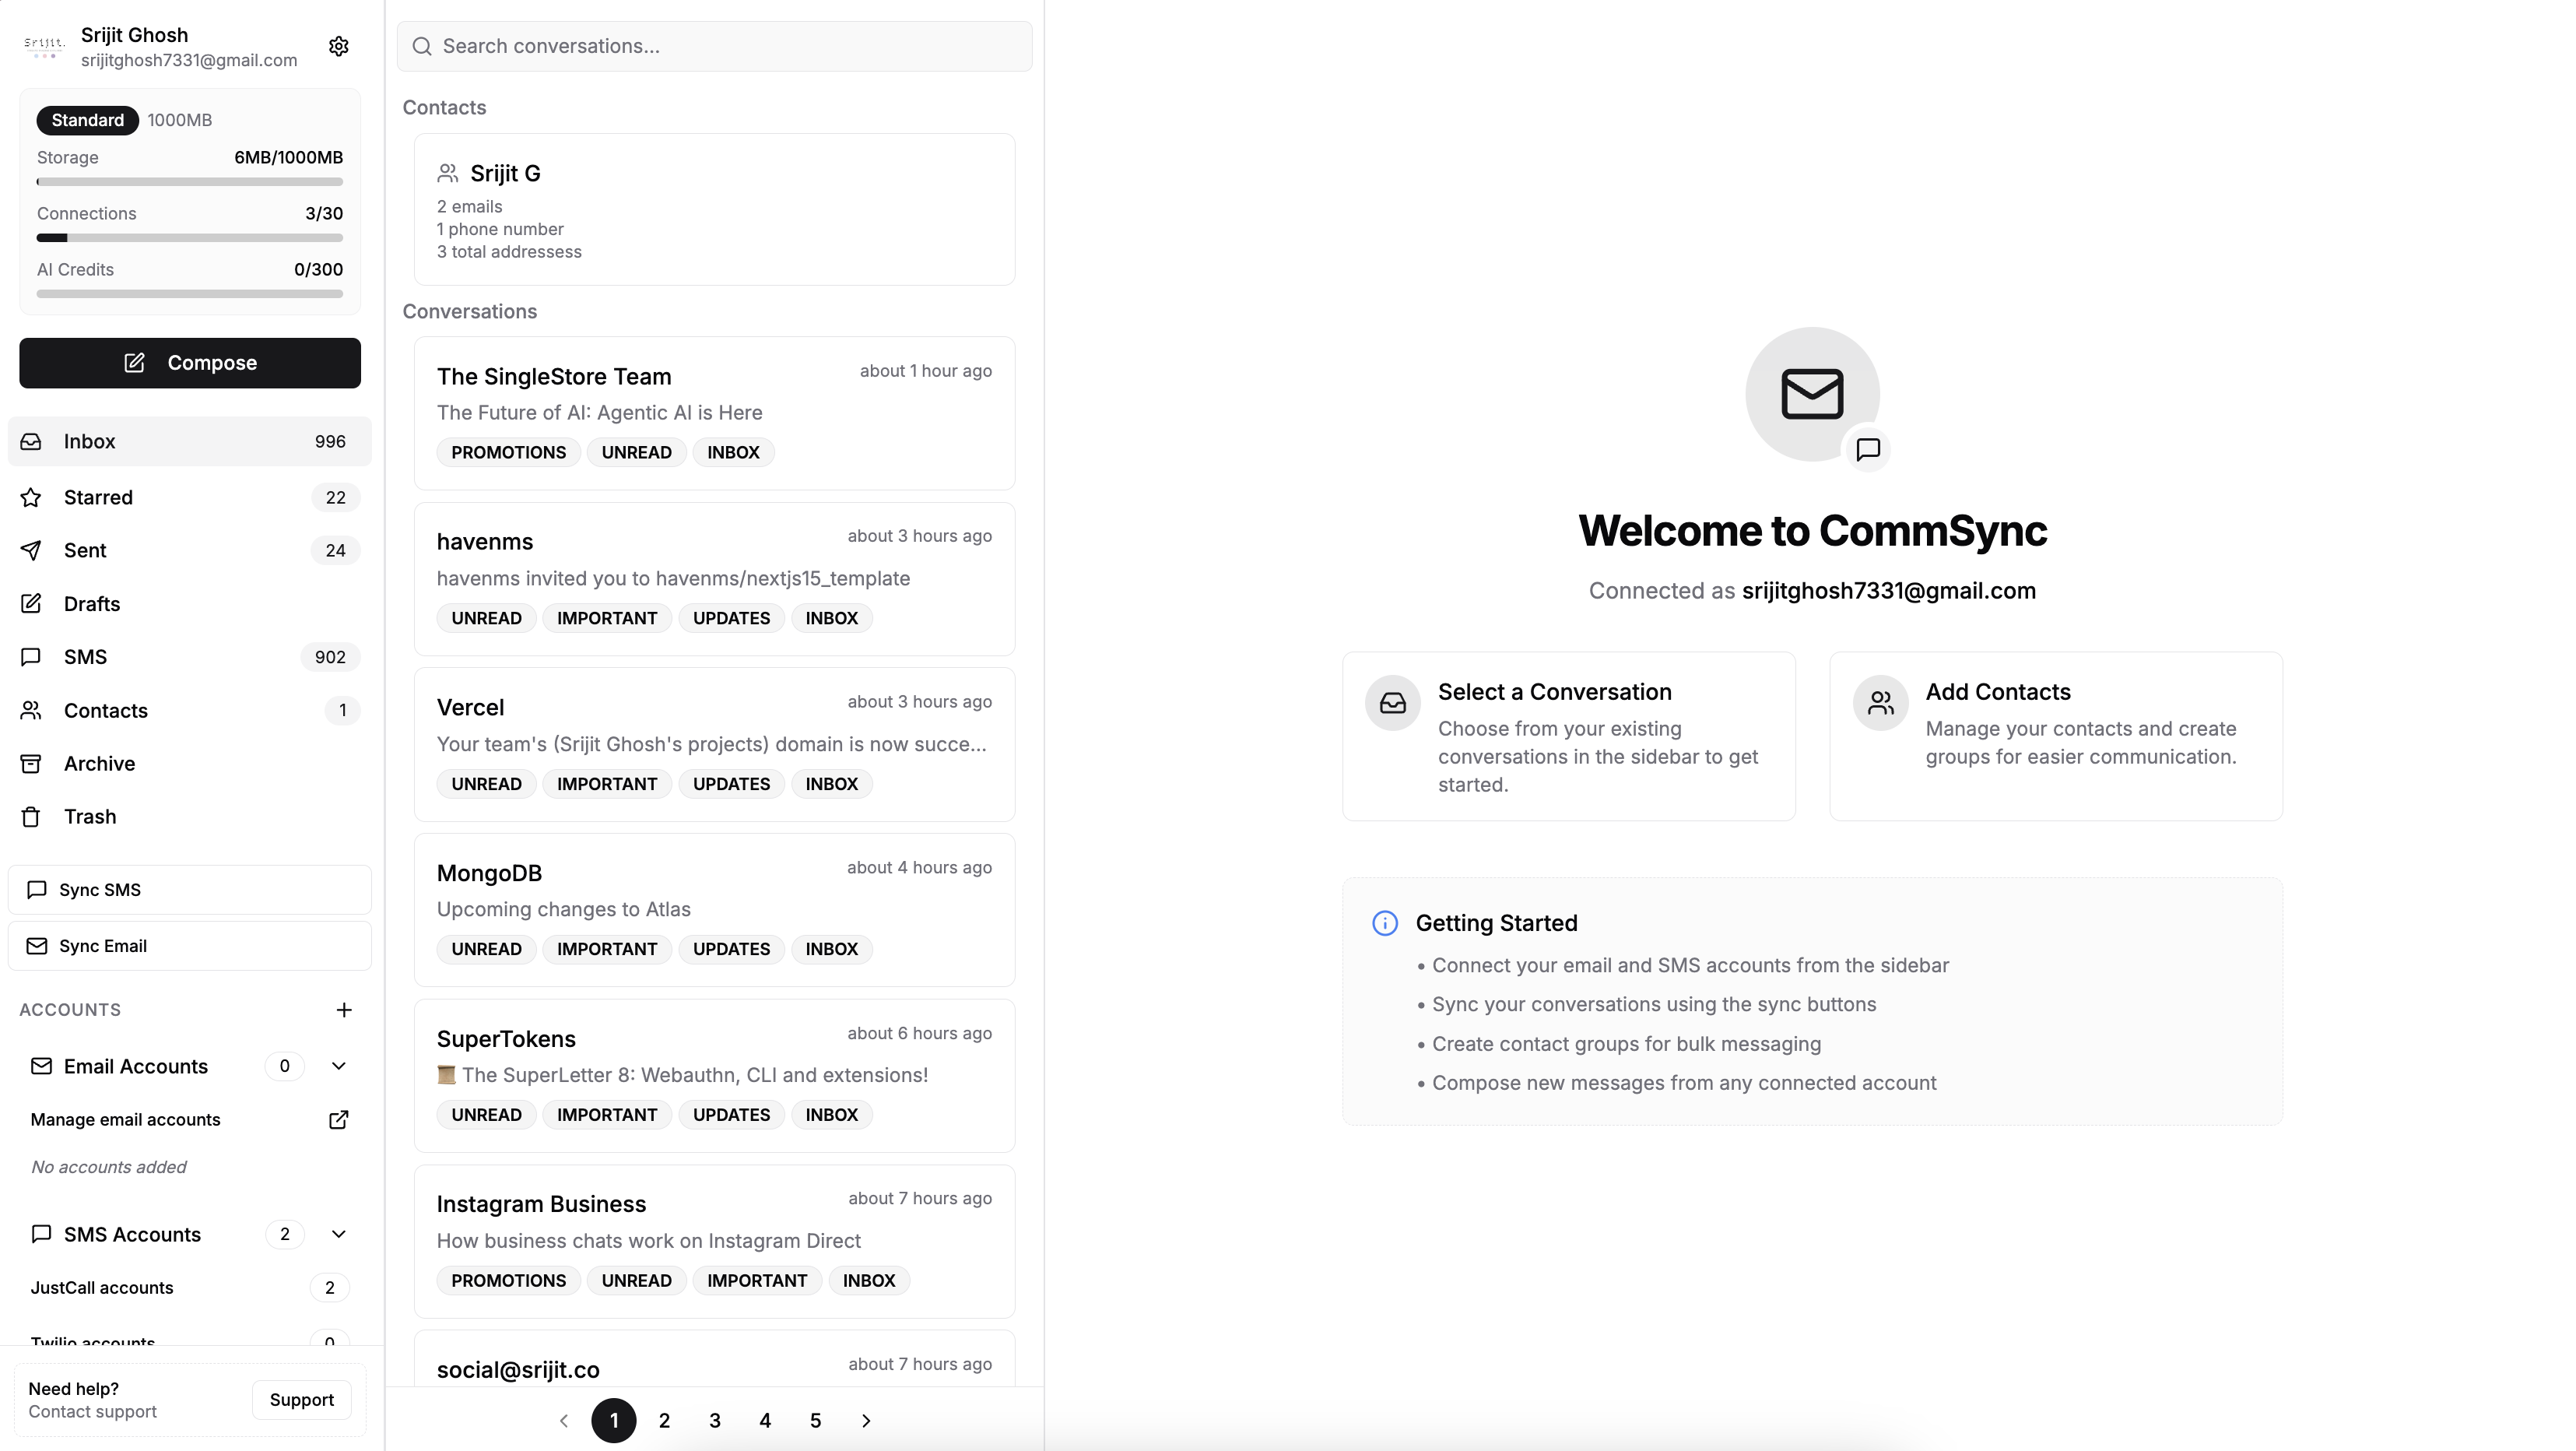 Srijit.
Srijit Ghosh
srijitghosh7331@gmail.com
Standard 1000MB
Storage 6MB/1000MB
Connections 3/30
AI Credits 0/300
Compose
Inbox 996
Starred 22
Sent 24
Drafts
SMS 902
Contacts 1
Archive
Trash
Sync SMS
Sync Email
ACCOUNTS
Email Accounts 0
Manage email accounts
No accounts added
SMS Accounts 2
JustCall accounts 2
Twilio accounts 0
Need help?
Contact support
Support
Search conversations...
Contacts
Srijit G
2 emails
1 phone number
3 total addressess
Conversations
The SingleStore Team about 1 hour ago
The Future of AI: Agentic AI is Here
PROMOTIONS UNREAD INBOX
havenms about 3 hours ago
havenms invited you to havenms/nextjs15_template
UNREAD IMPORTANT UPDATES INBOX
Vercel about 3 hours ago
Your team's (Srijit Ghosh's projects) domain is now succe...
UNREAD IMPORTANT UPDATES INBOX
MongoDB about 4 hours ago
Upcoming changes to Atlas
UNREAD IMPORTANT UPDATES INBOX
SuperTokens about 6 hours ago
📜 The SuperLetter 8: Webauthn, CLI and extensions!
UNREAD IMPORTANT UPDATES INBOX
Instagram Business about 7 hours ago
How business chats work on Instagram Direct
PROMOTIONS UNREAD IMPORTANT INBOX
social@srijit.co about 7 hours ago
1 2 3 4 5
Welcome to CommSync
Connected as srijitghosh7331@gmail.com
Select a Conversation
Choose from your existing
conversations in the sidebar to get
started.
Add Contacts
Manage your contacts and create
groups for easier communication.
Getting Started
• Connect your email and SMS accounts from the sidebar
• Sync your conversations using the sync buttons
• Create contact groups for bulk messaging
• Compose new messages from any connected account